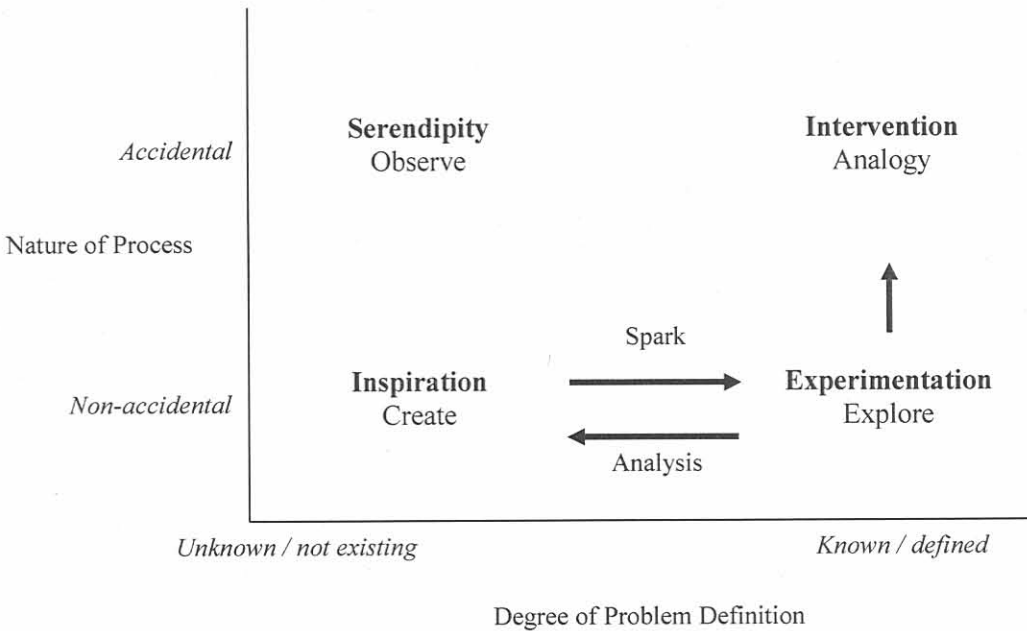 Serendipity
Observe
Intervention
Analogy
Accidental
Nature of Process
Spark
Inspiration
Create
Experimentation
Explore
Non-accidental
Analysis
Unknown / not existing
Known / defined
Degree of Problem Definition